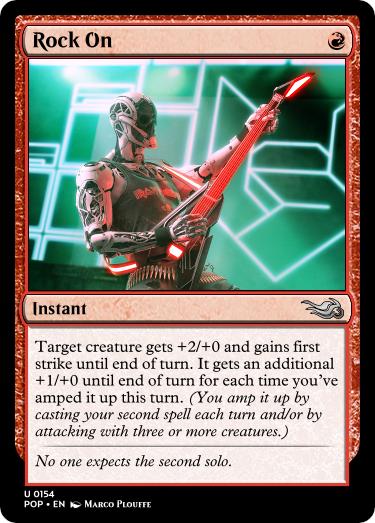 Rock On
Instant
Target creature gets +2/+0 and gains first
strike until end of turn. It gets an additional
+1/+0 until end of turn for each time you've
amped it up this turn. (You amp it up by
casting your second spell each turn and/or by
attacking with three or more creatures.)
No one expects the second solo.
U 0154
POP • EN Marco Plouffe